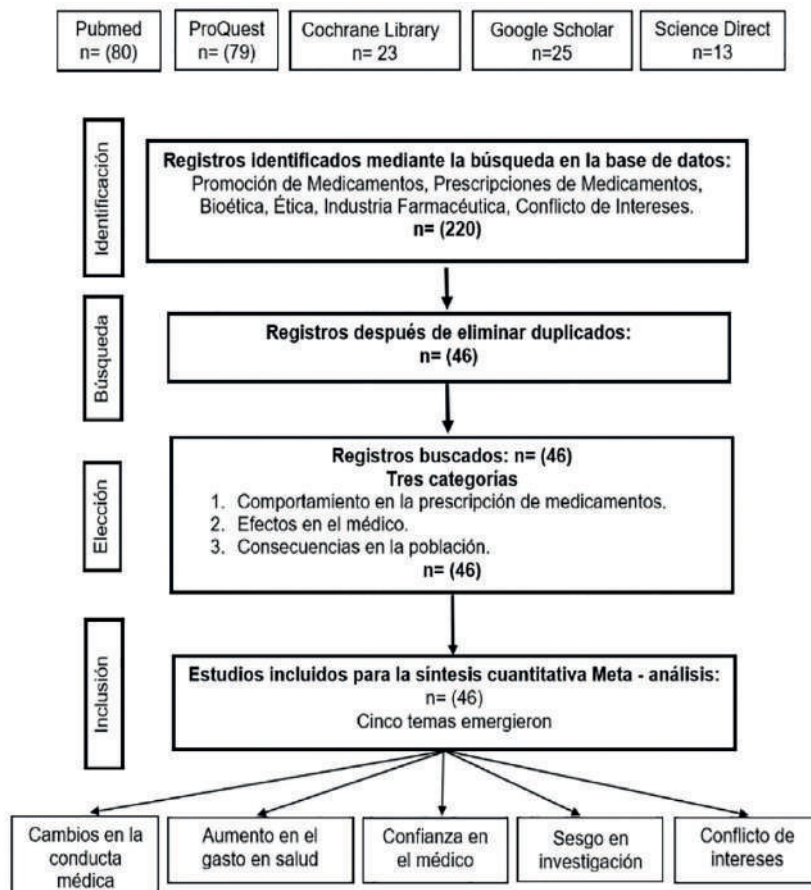 Pubmed
n= (80)
ProQuest
n= (79)
Cochrane Library
n= 23
Google Scholar
n=25
Science Direct
n=13
Identificación
Registros identificados mediante la búsqueda en la base de datos:
Promoción de Medicamentos, Prescripciones de Medicamentos,
Bioética, Ética, Industria Farmacéutica, Conflicto de Intereses.
n= (220)
Búsqueda
Registros después de eliminar duplicados:
n= (46)
Elección
Registros buscados: n= (46)
Tres categorías
1. Comportamiento en la prescripción de medicamentos.
2. Efectos en el médico.
3. Consecuencias en la población.
n= (46)
Inclusión
Estudios incluidos para la síntesis cuantitativa Meta - análisis:
n= (46)
Cinco temas emergieron
Cambios en la
conducta
médica
Aumento en el
gasto en salud
Confianza en
el médico
Sesgo en
investigación
Conflicto de
intereses